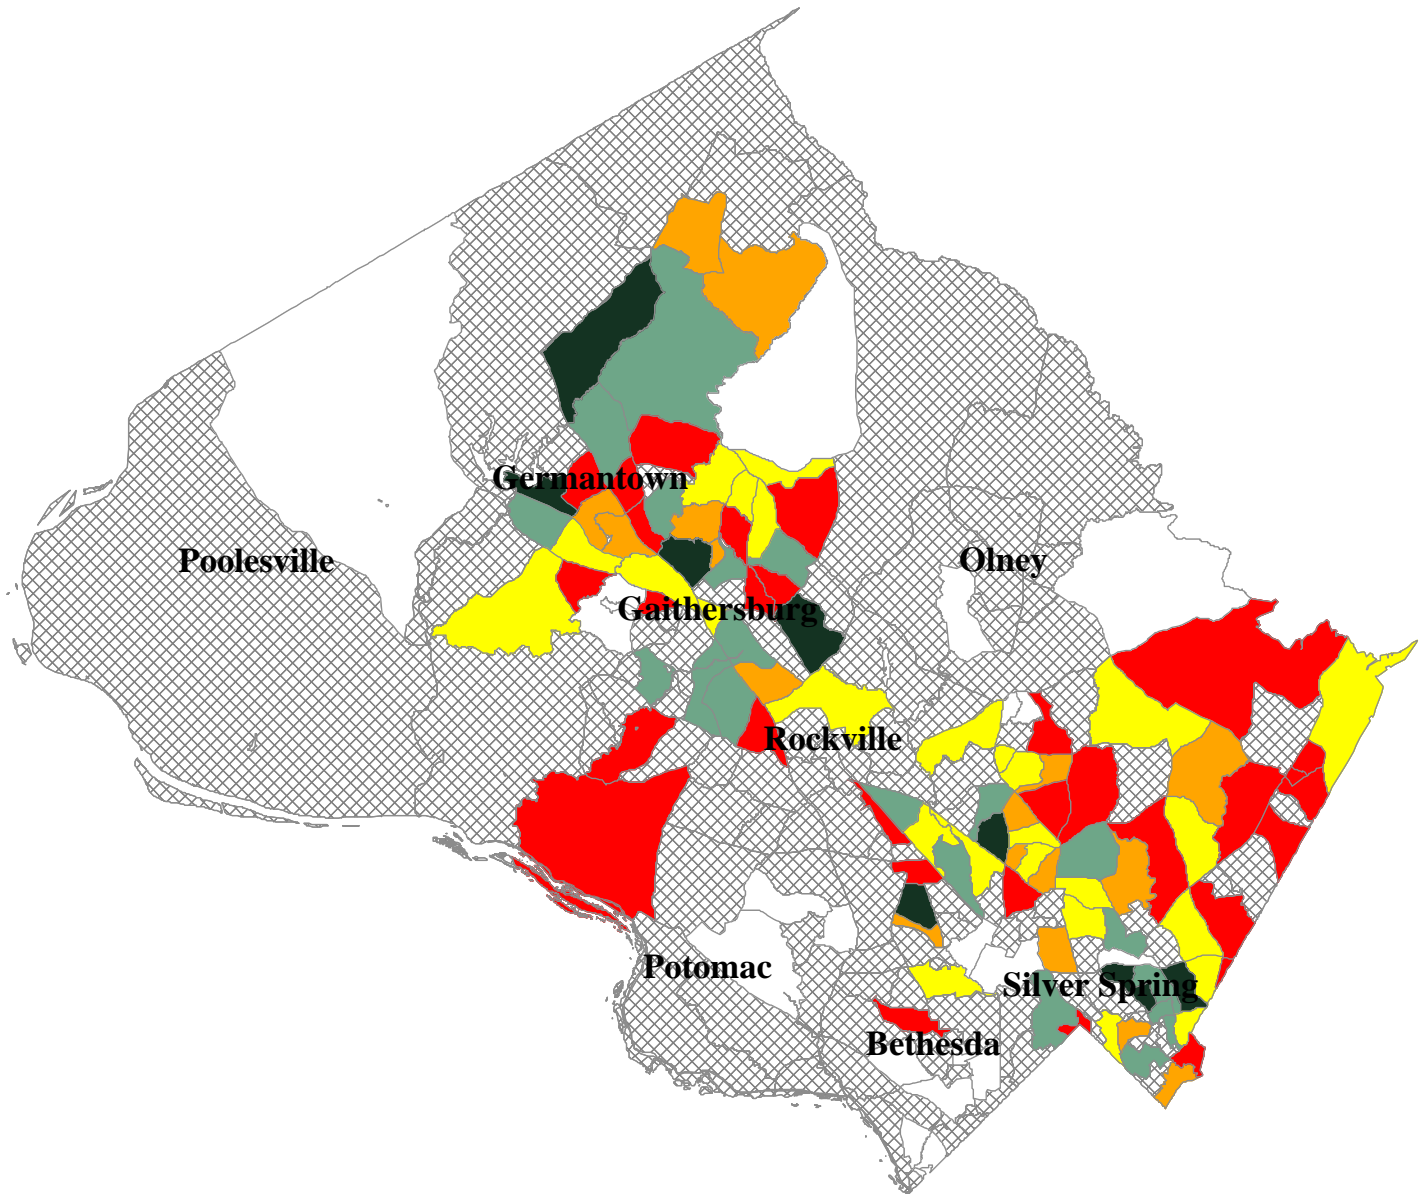 Germantown
Poolesville
Olney
Gaithersburg
Rockville
Potomac
Silver Spring
Bethesda